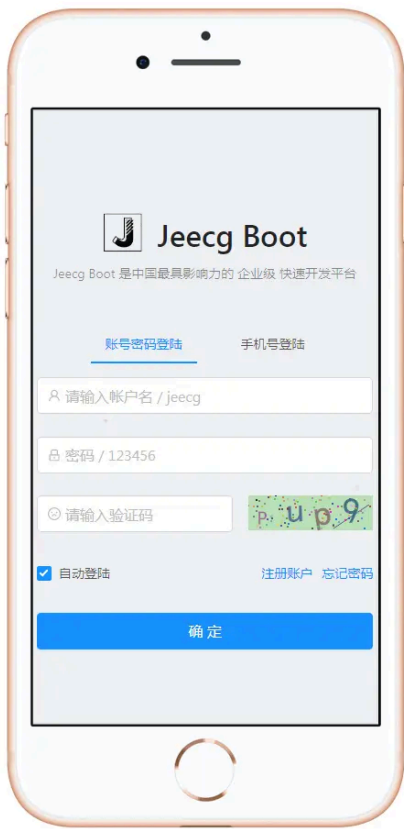 Jeecg Boot
Jeecg Boot 是中国最具影响力的 企业级 快速开发平台
账号密码登陆 手机号登陆
请输入帐户名 / jeecg
密码 / 123456
请输入验证码 P u p 9
自动登陆 注册账户 忘记密码
确 定